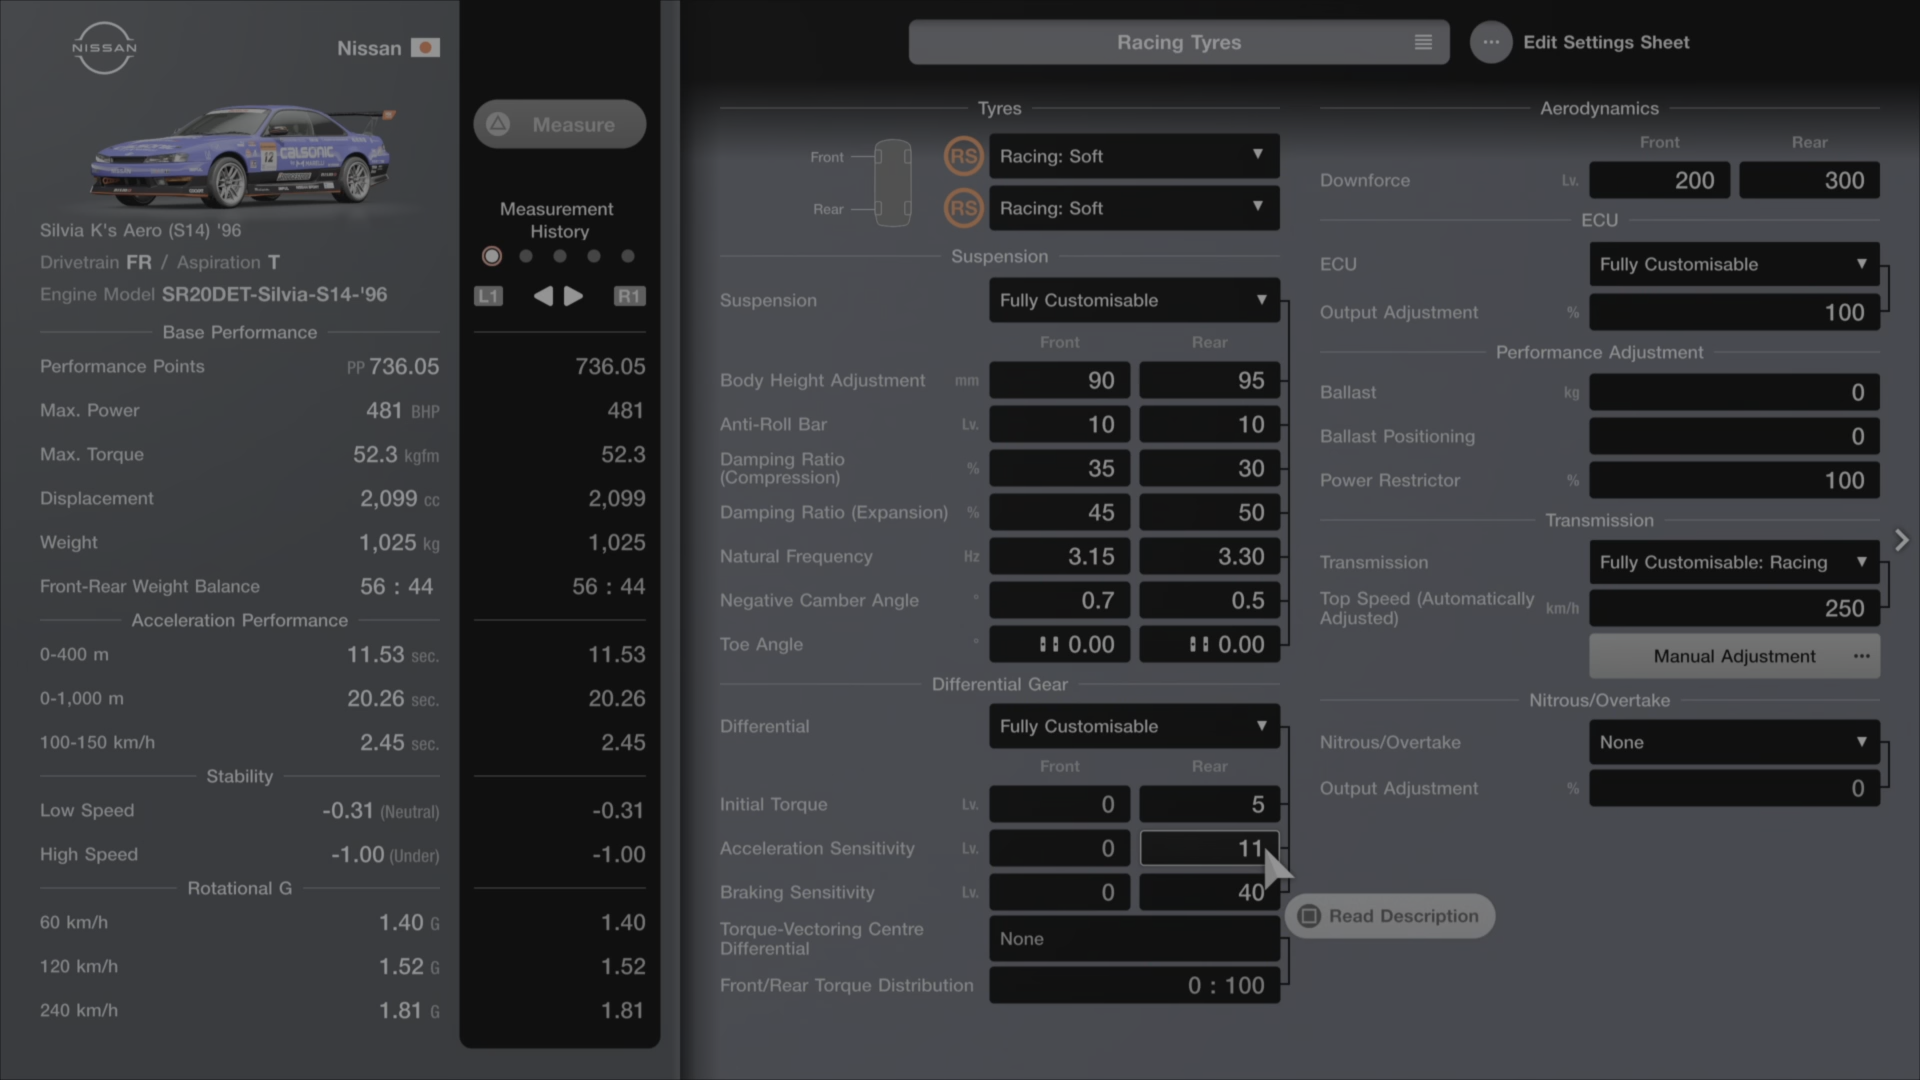 NISSAN
Nissan
CALSONIC
12
Silvia K's Aero (S14) '96
Drivetrain FR / Aspiration T
Engine Model SR20DET-Silvia-S14-'96
Base Performance
Performance Points PP 736.05
Max. Power 481 BHP
Max. Torque 52.3 kgfm
Displacement 2,099 cc
Weight 1,025 kg
Front-Rear Weight Balance 56 : 44
Acceleration Performance
0-400 m 11.53 sec.
0-1,000 m 20.26 sec.
100-150 km/h 2.45 sec.
Stability
Low Speed -0.31 (Neutral)
High Speed -1.00 (Under)
Rotational G
60 km/h 1.40 G
120 km/h 1.52 G
240 km/h 1.81 G
Measure
Measurement
History
L1 R1
736.05
481
52.3
2,099
1,025
56 : 44
11.53
20.26
2.45
-0.31
-1.00
1.40
1.52
1.81
Racing Tyres
Edit Settings Sheet
Tyres
Front RS Racing: Soft
Rear RS Racing: Soft
Suspension
Suspension Fully Customisable
Front Rear
Body Height Adjustment mm 90 95
Anti-Roll Bar Lv. 10 10
Damping Ratio
(Compression) % 35 30
Damping Ratio (Expansion) % 45 50
Natural Frequency Hz 3.15 3.30
Negative Camber Angle ° 0.7 0.5
Toe Angle ° 0.00 0.00
Differential Gear
Differential Fully Customisable
Front Rear
Initial Torque Lv. 0 5
Acceleration Sensitivity Lv. 0 11
Braking Sensitivity Lv. 0 40
Torque-Vectoring Centre
Differential None
Front/Rear Torque Distribution 0 : 100
Read Description
Aerodynamics
Front Rear
Downforce Lv. 200 300
ECU
ECU Fully Customisable
Output Adjustment % 100
Performance Adjustment
Ballast kg 0
Ballast Positioning 0
Power Restrictor % 100
Transmission
Transmission Fully Customisable: Racing
Top Speed (Automatically
Adjusted) km/h 250
Manual Adjustment
Nitrous/Overtake
Nitrous/Overtake None
Output Adjustment % 0